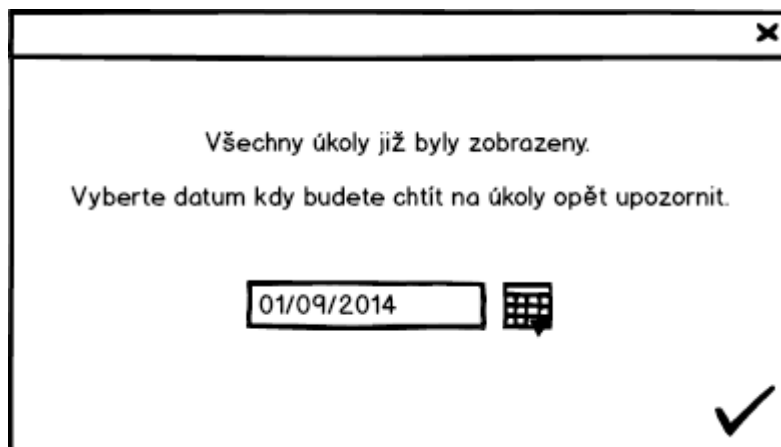 Všechny úkoly již byly zobrazeny.
Vyberte datum kdy budete chtít na úkoly opět upozornit.
01/09/2014